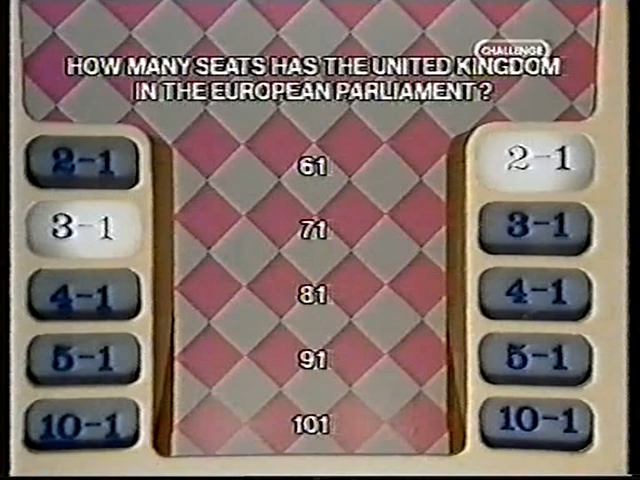 CHALLENGE
HOW MANY SEATS HAS THE UNITED KINGDOM
IN THE EUROPEAN PARLIAMENT?
2-1 61 2-1
3-1 71 3-1
4-1 81 4-1
5-1 91 5-1
10-1 101 10-1